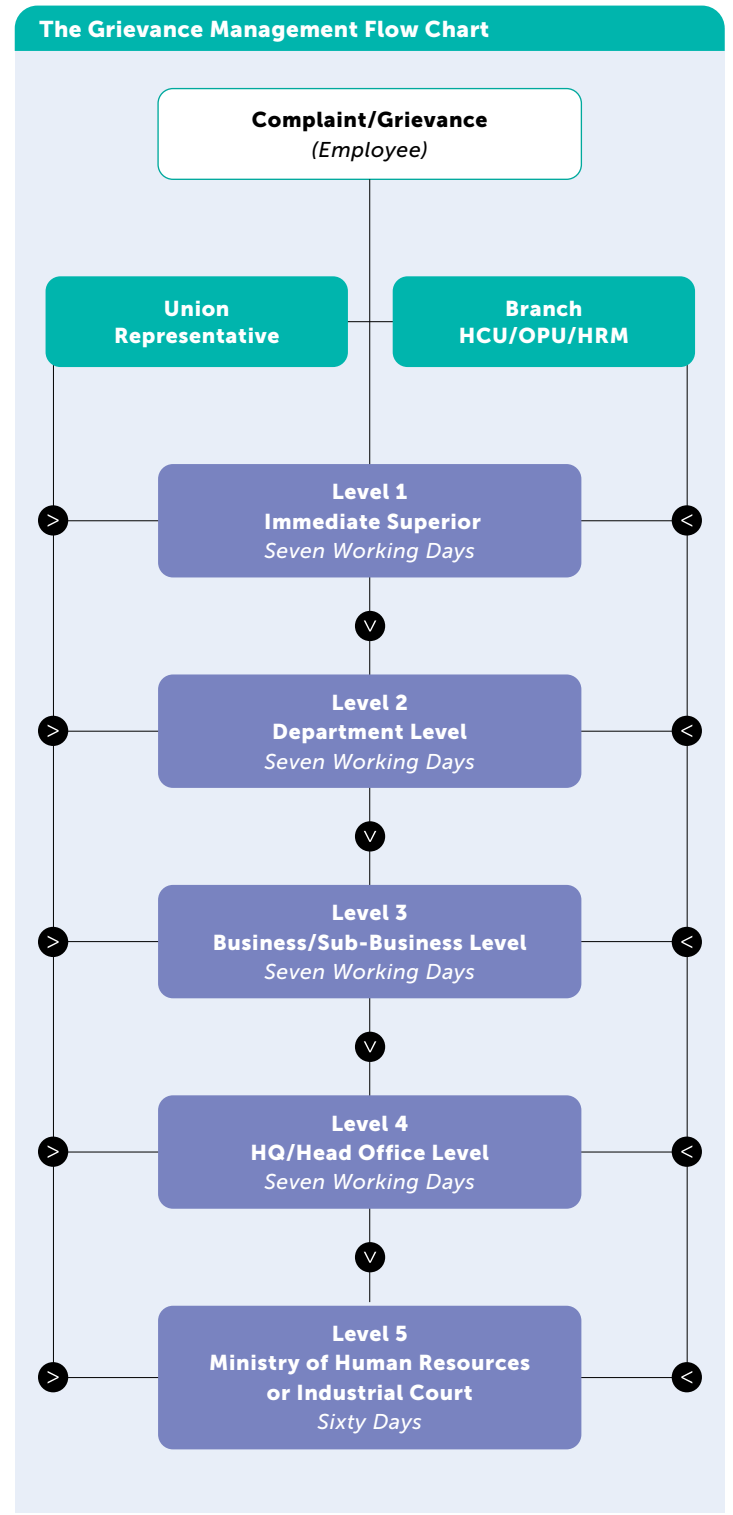 The Grievance Management Flow Chart
Complaint/Grievance
(Employee)
Union
Representative
Branch
HCU/OPU/HRM
Level 1
Immediate Superior
Seven Working Days
Level 2
Department Level
Seven Working Days
Level 3
Business/Sub-Business Level
Seven Working Days
Level 4
HQ/Head Office Level
Seven Working Days
Level 5
Ministry of Human Resources
or Industrial Court
Sixty Days